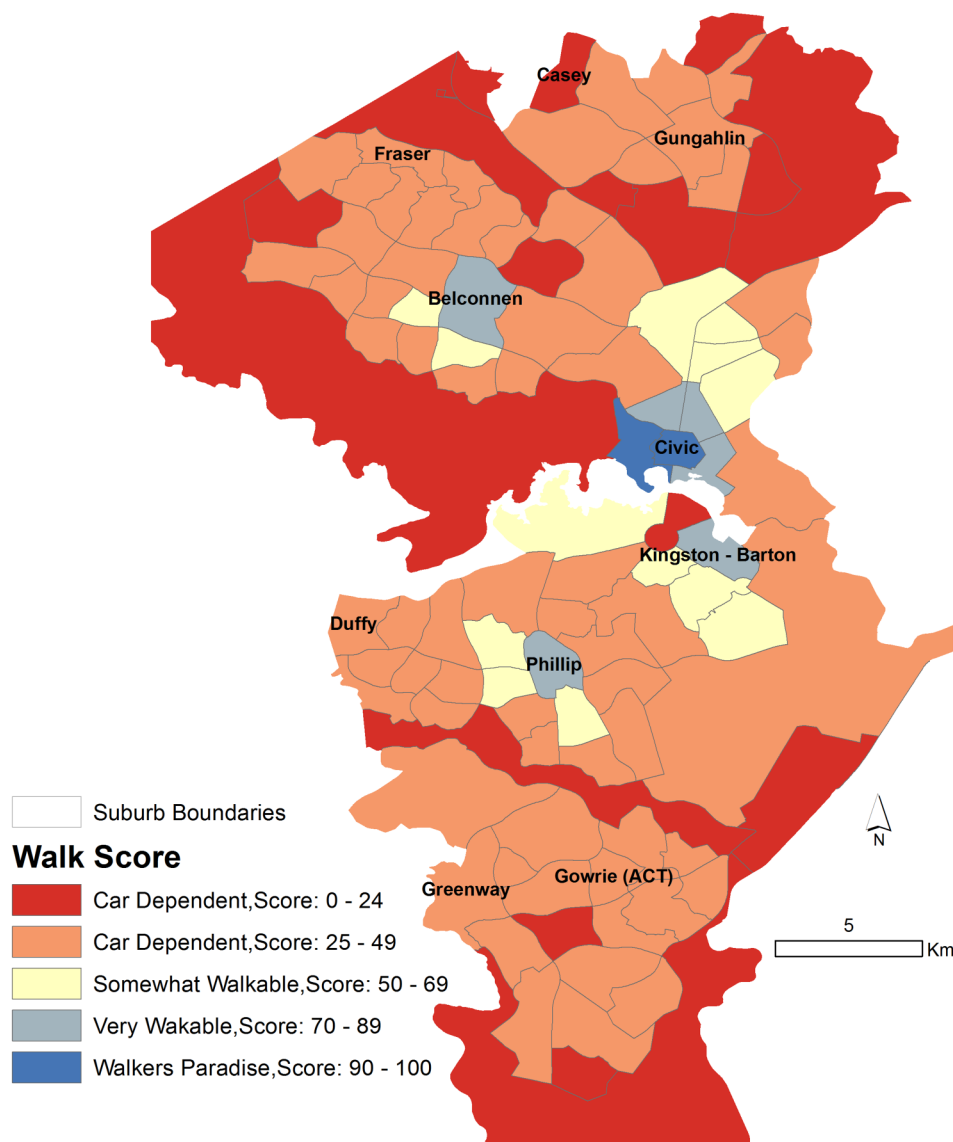 Casey
Gungahlin
Fraser
Belconnen
Civic
Kingston - Barton
Duffy
Phillip
Greenway
Gowrie (ACT)
Suburb Boundaries
Walk Score
Car Dependent,Score: 0 - 24
Car Dependent,Score: 25 - 49
Somewhat Walkable,Score: 50 - 69
Very Wakable,Score: 70 - 89
Walkers Paradise,Score: 90 - 100
N
5
Km